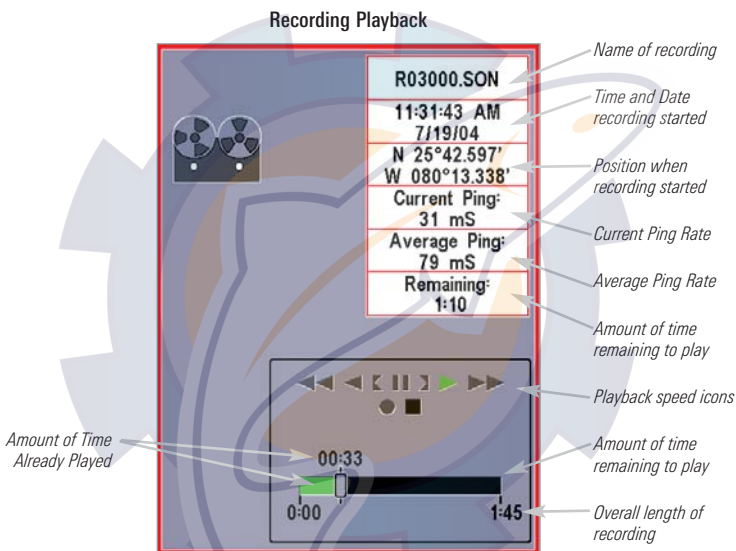 Recording Playback
R03000.SON
11:31:43 AM
7/19/04
N 25°42.597'
W 080°13.338'
Current Ping:
31 mS
Average Ping:
79 mS
Remaining:
1:10
Name of recording
Time and Date
recording started
Position when
recording started
Current Ping Rate
Average Ping Rate
Amount of time
remaining to play
Playback speed icons
Amount of Time
Already Played
00:33
0:00
1:45
Amount of time
remaining to play
Overall length of
recording